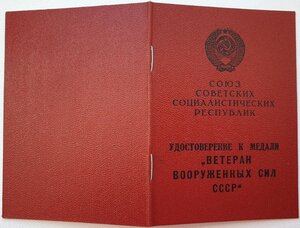 СОЮЗ
СОВЕТСКИХ
СОЦИАЛИСТИЧЕСКИХ
РЕСПУБЛИК
УДОСТОВЕРЕНИЕ К МЕДАЛИ
„ВЕТЕРАН
ВООРУЖЕННЫХ СИЛ
СССР“